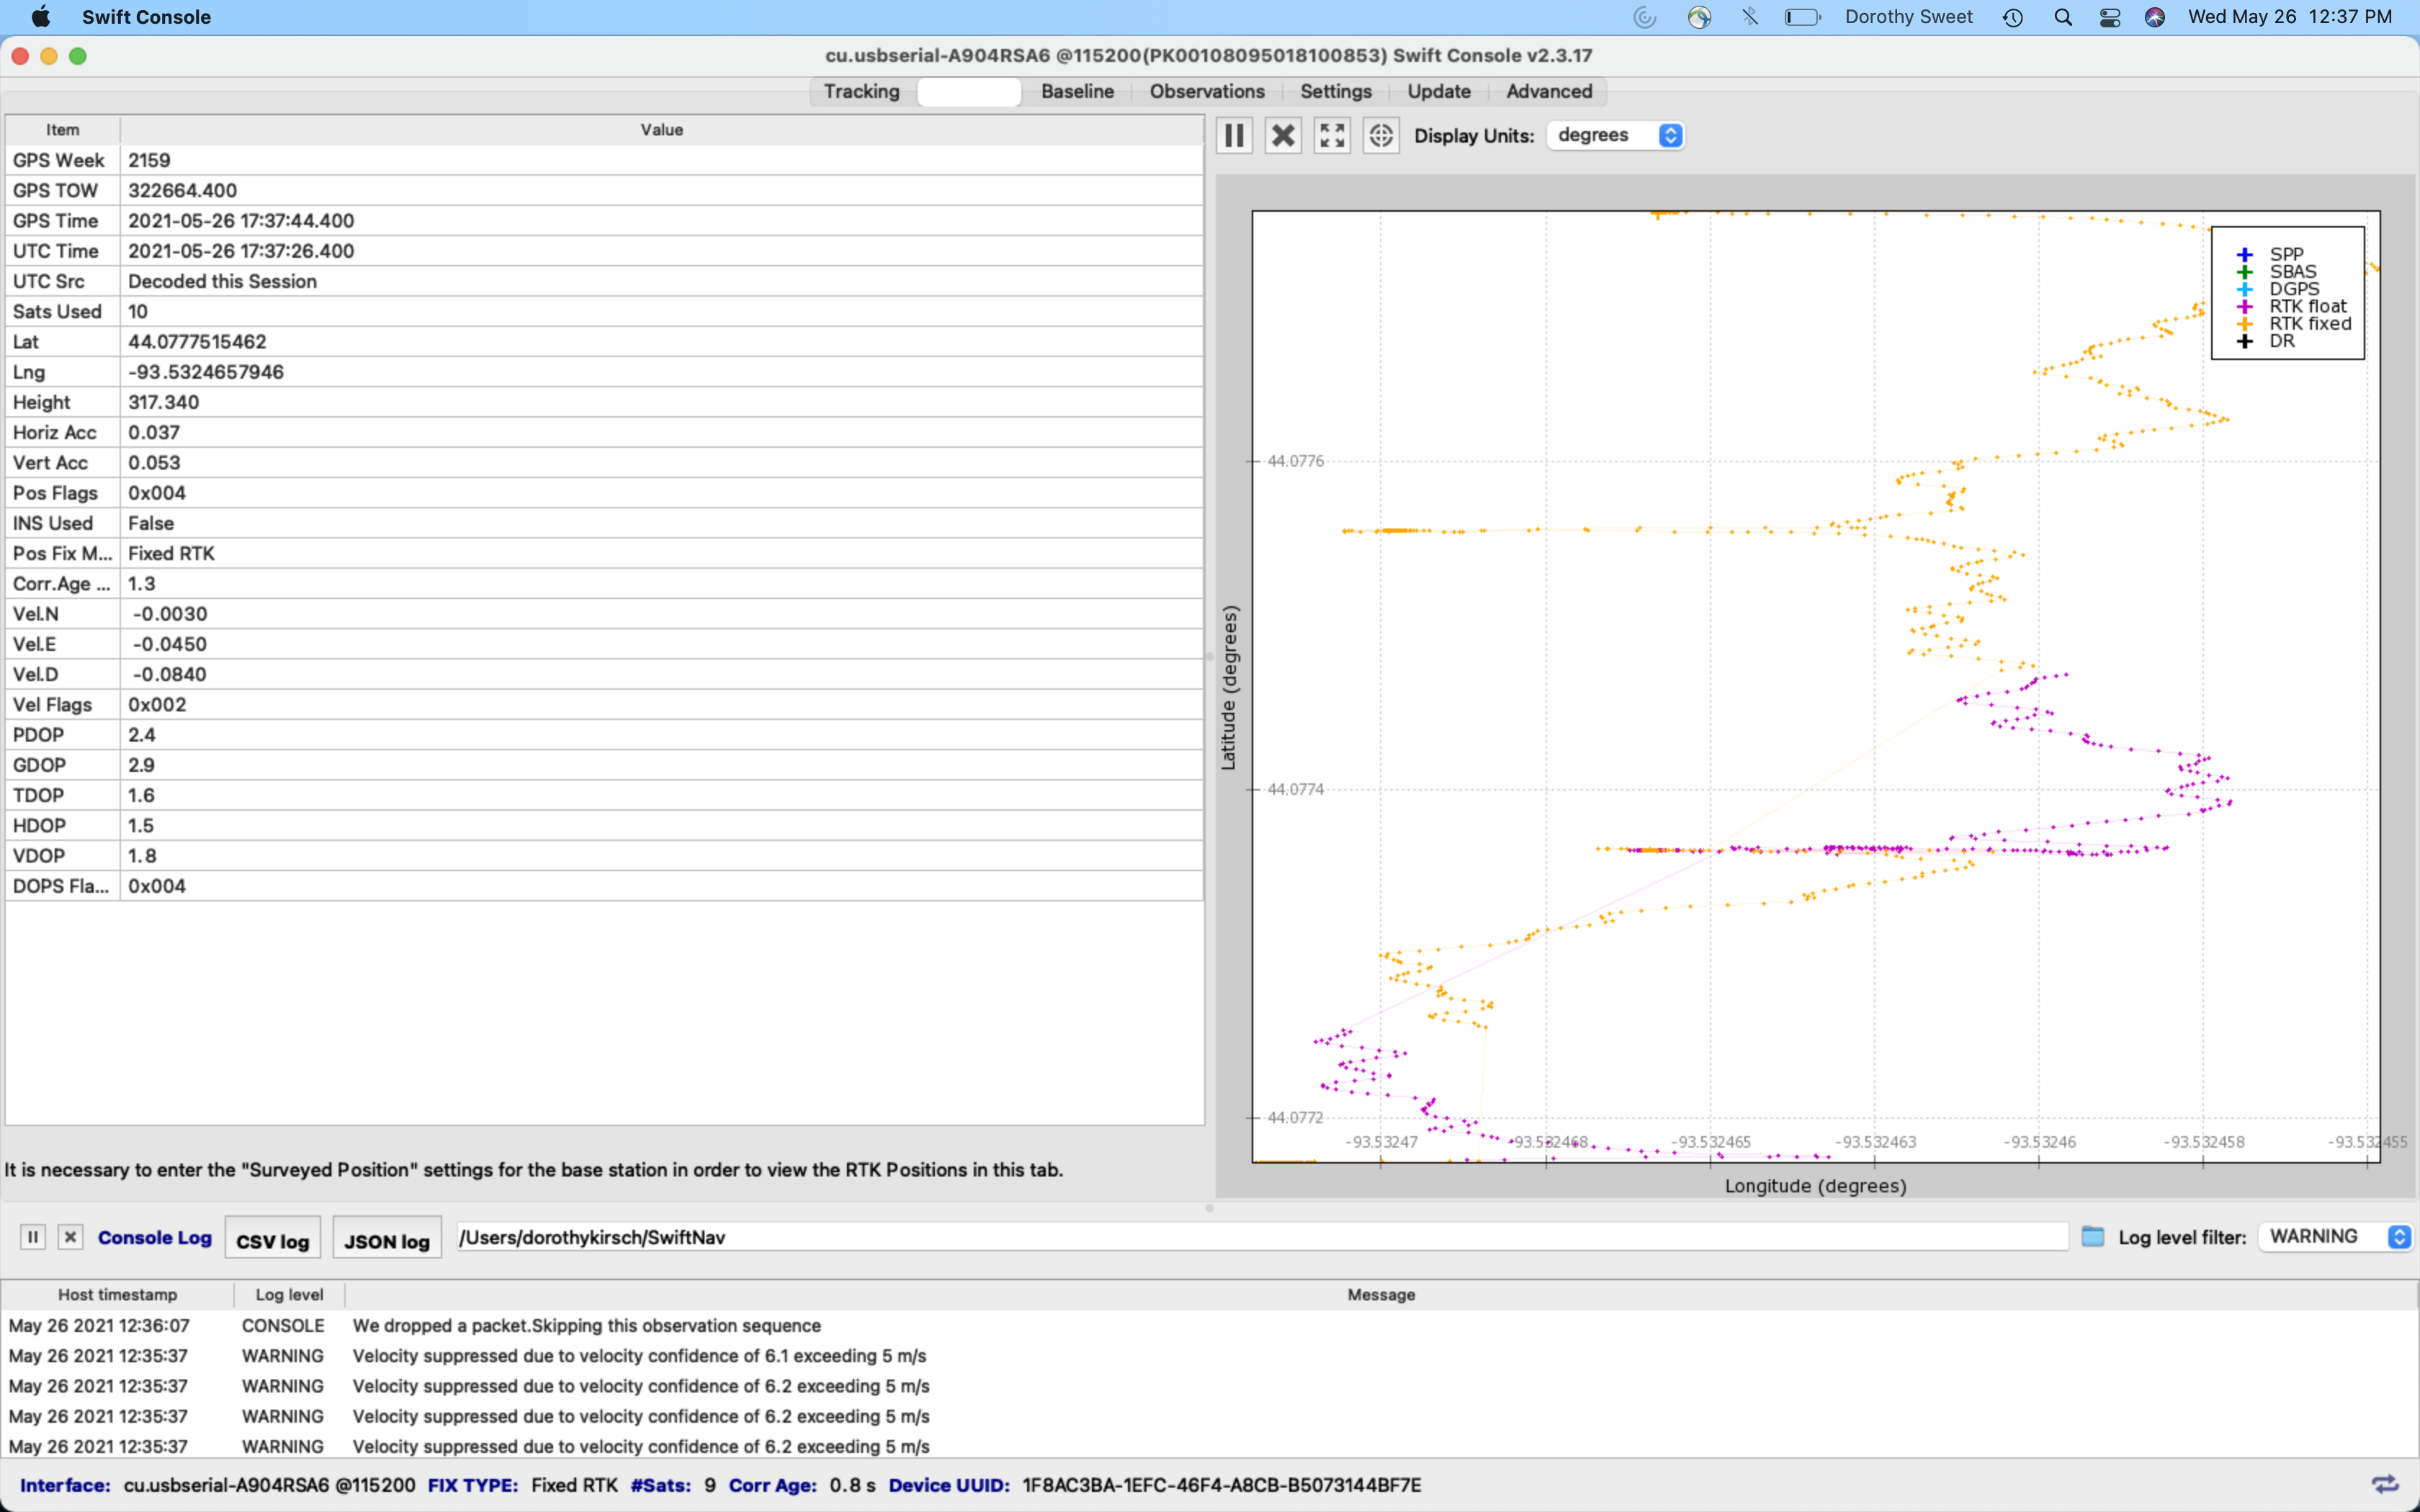 Swift Console
Dorothy Sweet
Wed May 26 12:37 PM
cu.usbserial-A904RSA6 @115200(PK00108095018100853) Swift Console v2.3.17
Tracking Baseline Observations Settings Update Advanced
Item Value
GPS Week 2159
GPS TOW 322664.400
GPS Time 2021-05-26 17:37:44.400
UTC Time 2021-05-26 17:37:26.400
UTC Src Decoded this Session
Sats Used 10
Lat 44.0777515462
Lng -93.5324657946
Height 317.340
Horiz Acc 0.037
Vert Acc 0.053
Pos Flags 0x004
INS Used False
Pos Fix M... Fixed RTK
Corr.Age ... 1.3
Vel.N -0.0030
Vel.E -0.0450
Vel.D -0.0840
Vel Flags 0x002
PDOP 2.4
GDOP 2.9
TDOP 1.6
HDOP 1.5
VDOP 1.8
DOPS Fla... 0x004
It is necessary to enter the "Surveyed Position" settings for the base station in order to view the RTK Positions in this tab.
Display Units: degrees
SPP
SBAS
DGPS
RTK float
RTK fixed
DR
Latitude (degrees)
44.0776
44.0774
44.0772
-93.53247 -93.532468 -93.532465 -93.532463 -93.53246 -93.532458 -93.532455
Longitude (degrees)
Console Log CSV log JSON log /Users/dorothykirsch/SwiftNav Log level filter: WARNING
Host timestamp Log level Message
May 26 2021 12:36:07 CONSOLE We dropped a packet.Skipping this observation sequence
May 26 2021 12:35:37 WARNING Velocity suppressed due to velocity confidence of 6.1 exceeding 5 m/s
May 26 2021 12:35:37 WARNING Velocity suppressed due to velocity confidence of 6.2 exceeding 5 m/s
May 26 2021 12:35:37 WARNING Velocity suppressed due to velocity confidence of 6.2 exceeding 5 m/s
May 26 2021 12:35:37 WARNING Velocity suppressed due to velocity confidence of 6.2 exceeding 5 m/s
Interface: cu.usbserial-A904RSA6 @115200 FIX TYPE: Fixed RTK #Sats: 9 Corr Age: 0.8 s Device UUID: 1F8AC3BA-1EFC-46F4-A8CB-B5073144BF7E